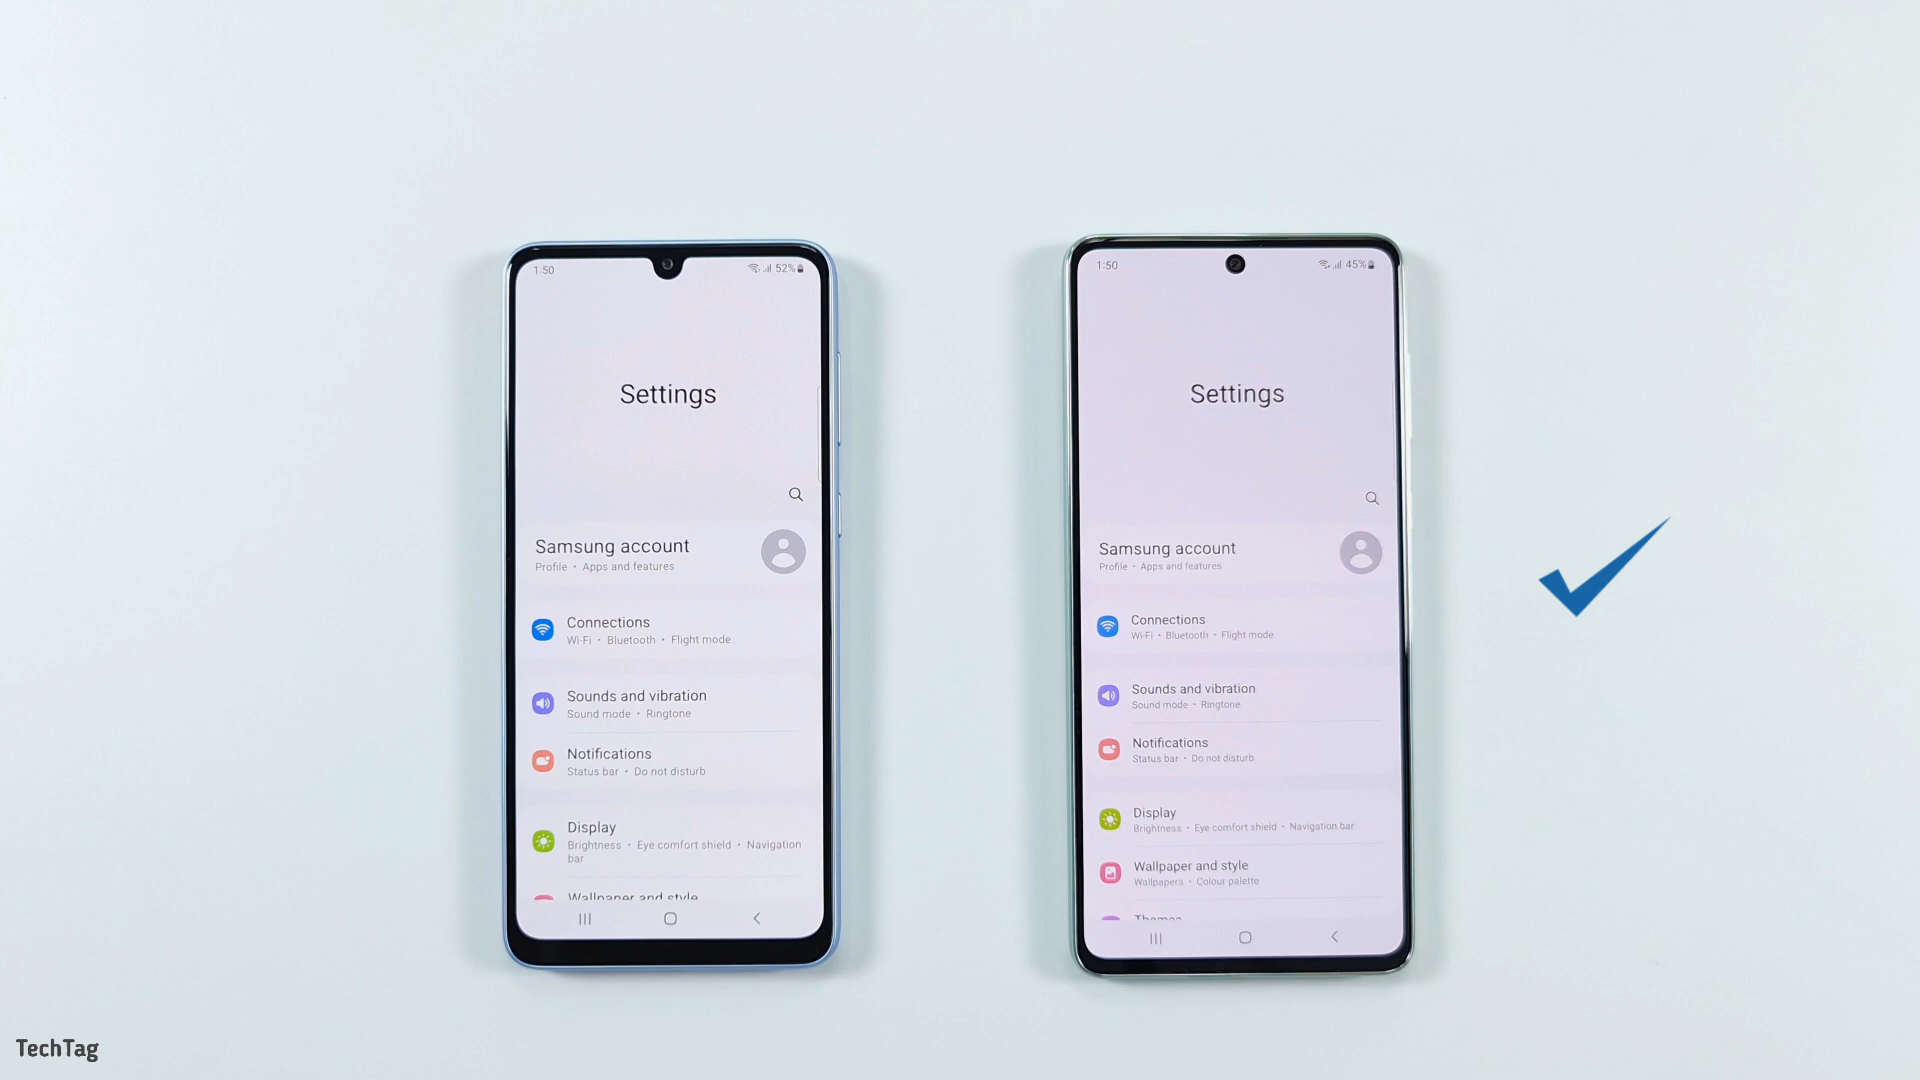 1:50
52%
Settings
Samsung account
Profile • Apps and features
Connections
Wi-Fi • Bluetooth • Flight mode
Sounds and vibration
Sound mode • Ringtone
Notifications
Status bar • Do not disturb
Display
Brightness • Eye comfort shield • Navigation
bar
Wallpaper and style
1:50
45%
Settings
Samsung account
Profile • Apps and features
Connections
Wi-Fi • Bluetooth • Flight mode
Sounds and vibration
Sound mode • Ringtone
Notifications
Status bar • Do not disturb
Display
Brightness • Eye comfort shield • Navigation bar
Wallpaper and style
Wallpapers • Colour palette
Themes
TechTag